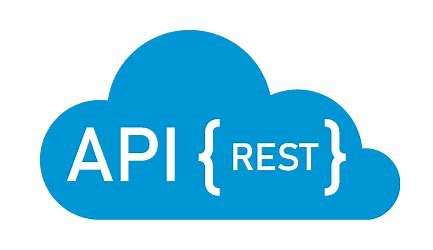 API { REST }